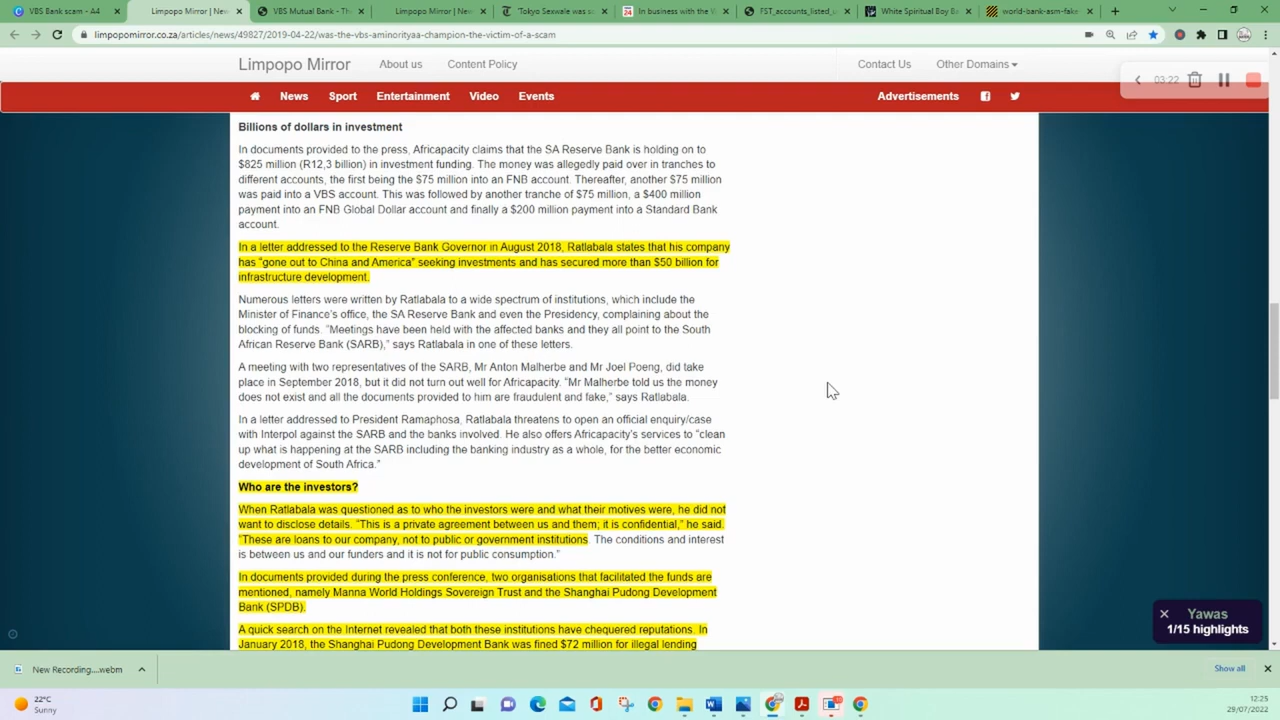 VBS Bank scam - A4
Limpopo Mirror | New
VBS Mutual Bank - Th
Limpopo Mirror | New
'Tokyo Sexwale was s
In business with the V
FST_accounts_listed_u
White Spiritual Boy Ba
world-bank-asm-fake
limpopomirror.co.za/articles/news/49827/2019-04-22/was-the-vbs-aminorityaa-champion-the-victim-of-a-scam
Limpopo Mirror About us Content Policy Contact Us Other Domains
03:22
News Sport Entertainment Video Events Advertisements
Billions of dollars in investment
In documents provided to the press, Africapacity claims that the SA Reserve Bank is holding on to
$825 million (R12,3 billion) in investment funding. The money was allegedly paid over in tranches to
different accounts, the first being the $75 million into an FNB account. Thereafter, another $75 million
was paid into a VBS account. This was followed by another tranche of $75 million, a $400 million
payment into an FNB Global Dollar account and finally a $200 million payment into a Standard Bank
account.
In a letter addressed to the Reserve Bank Governor in August 2018, Ratlabala states that his company
has "gone out to China and America" seeking investments and has secured more than $50 billion for
infrastructure development.
Numerous letters were written by Ratlabala to a wide spectrum of institutions, which include the
Minister of Finance's office, the SA Reserve Bank and even the Presidency, complaining about the
blocking of funds. "Meetings have been held with the affected banks and they all point to the South
African Reserve Bank (SARB)," says Ratlabala in one of these letters.
A meeting with two representatives of the SARB, Mr Anton Malherbe and Mr Joel Poeng, did take
place in September 2018, but it did not turn out well for Africapacity. "Mr Malherbe told us the money
does not exist and all the documents provided to him are fraudulent and fake," says Ratlabala.
In a letter addressed to President Ramaphosa, Ratlabala threatens to open an official enquiry/case
with Interpol against the SARB and the banks involved. He also offers Africapacity's services to "clean
up what is happening at the SARB including the banking industry as a whole, for the better economic
development of South Africa."
Who are the investors?
When Ratlabala was questioned as to who the investors were and what their motives were, he did not
want to disclose details. "This is a private agreement between us and them; it is confidential," he said.
"These are loans to our company, not to public or government institutions. The conditions and interest
is between us and our funders and it is not for public consumption."
In documents provided during the press conference, two organisations that facilitated the funds are
mentioned, namely Manna World Holdings Sovereign Trust and the Shanghai Pudong Development
Bank (SPDB).
A quick search on the Internet revealed that both these institutions have chequered reputations. In
January 2018, the Shanghai Pudong Development Bank was fined $72 million for illegal lending
Yawas
1/15 highlights
New Recording....webm
Show all
22°C
Sunny
12:25
29/07/2022